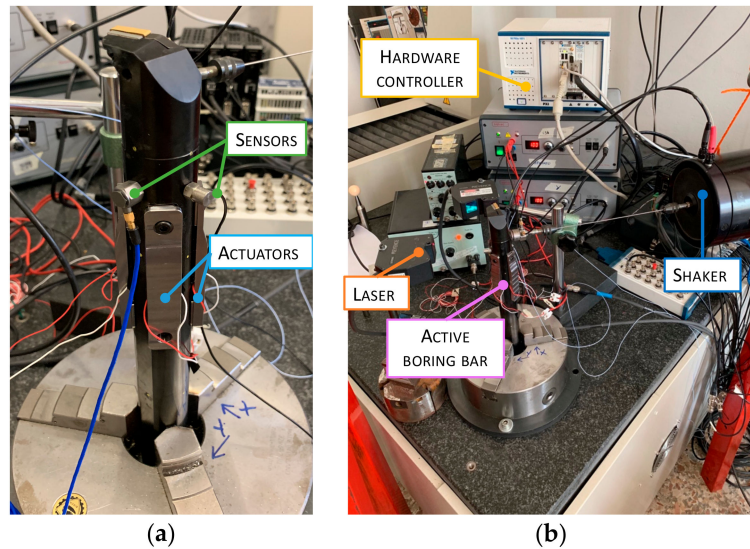 SENSORS
ACTUATORS
(a)
HARDWARE
CONTROLLER
LASER
ACTIVE
BORING BAR
SHAKER
(b)